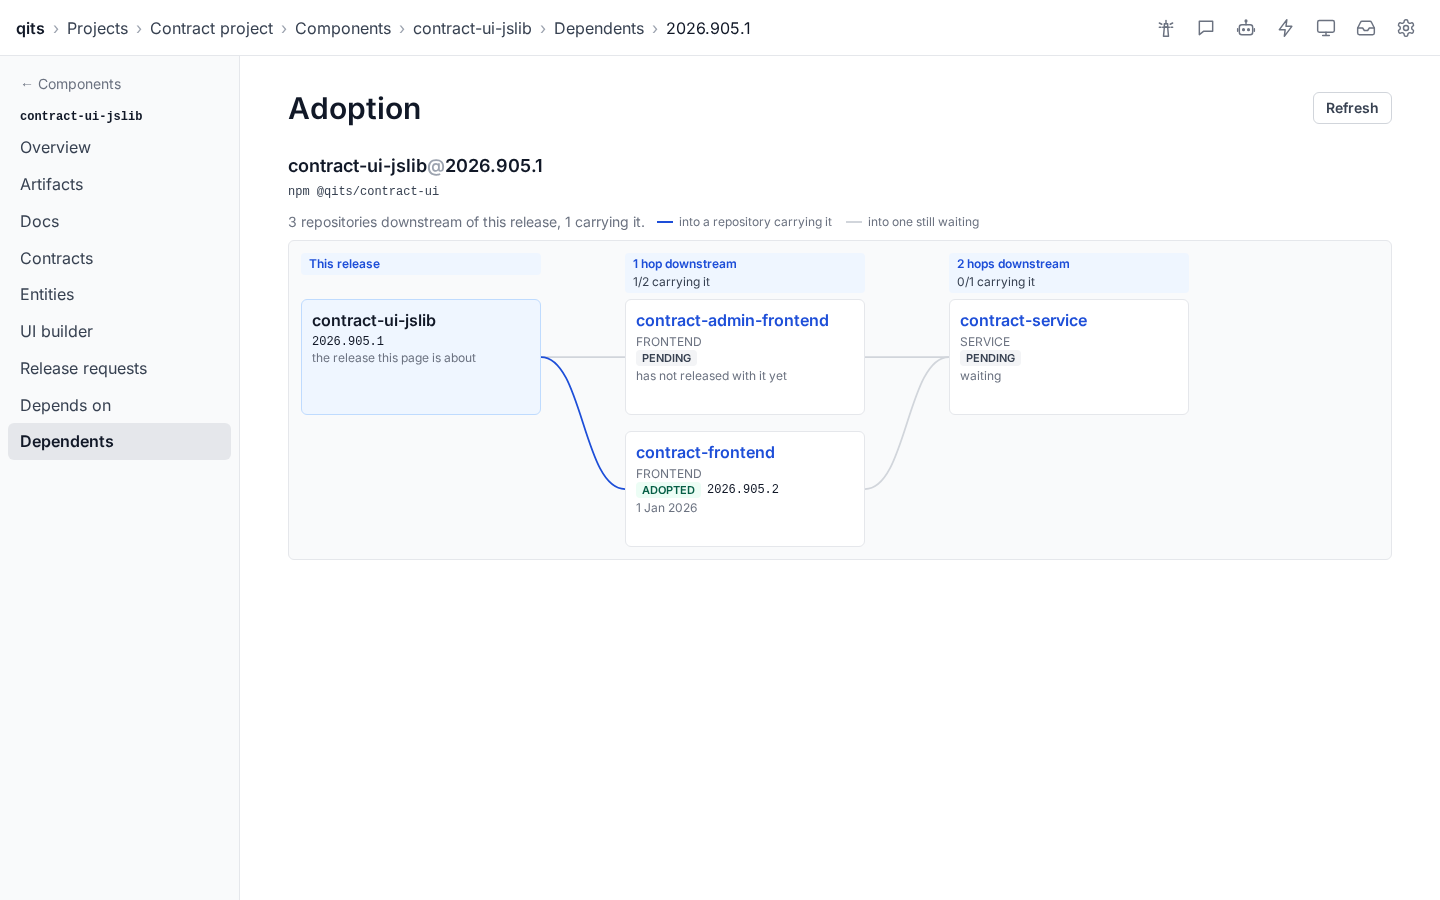 qits › Projects › Contract project › Components › contract-ui-jslib › Dependents › 2026.905.1
← Components
contract-ui-jslib
Overview
Artifacts
Docs
Contracts
Entities
UI builder
Release requests
Depends on
Dependents
Adoption
Refresh
contract-ui-jslib@2026.905.1
npm @qits/contract-ui
3 repositories downstream of this release, 1 carrying it. into a repository carrying it into one still waiting
This release
contract-ui-jslib
2026.905.1
the release this page is about
1 hop downstream
1/2 carrying it
contract-admin-frontend
FRONTEND
PENDING
has not released with it yet
contract-frontend
FRONTEND
ADOPTED 2026.905.2
1 Jan 2026
2 hops downstream
0/1 carrying it
contract-service
SERVICE
PENDING
waiting